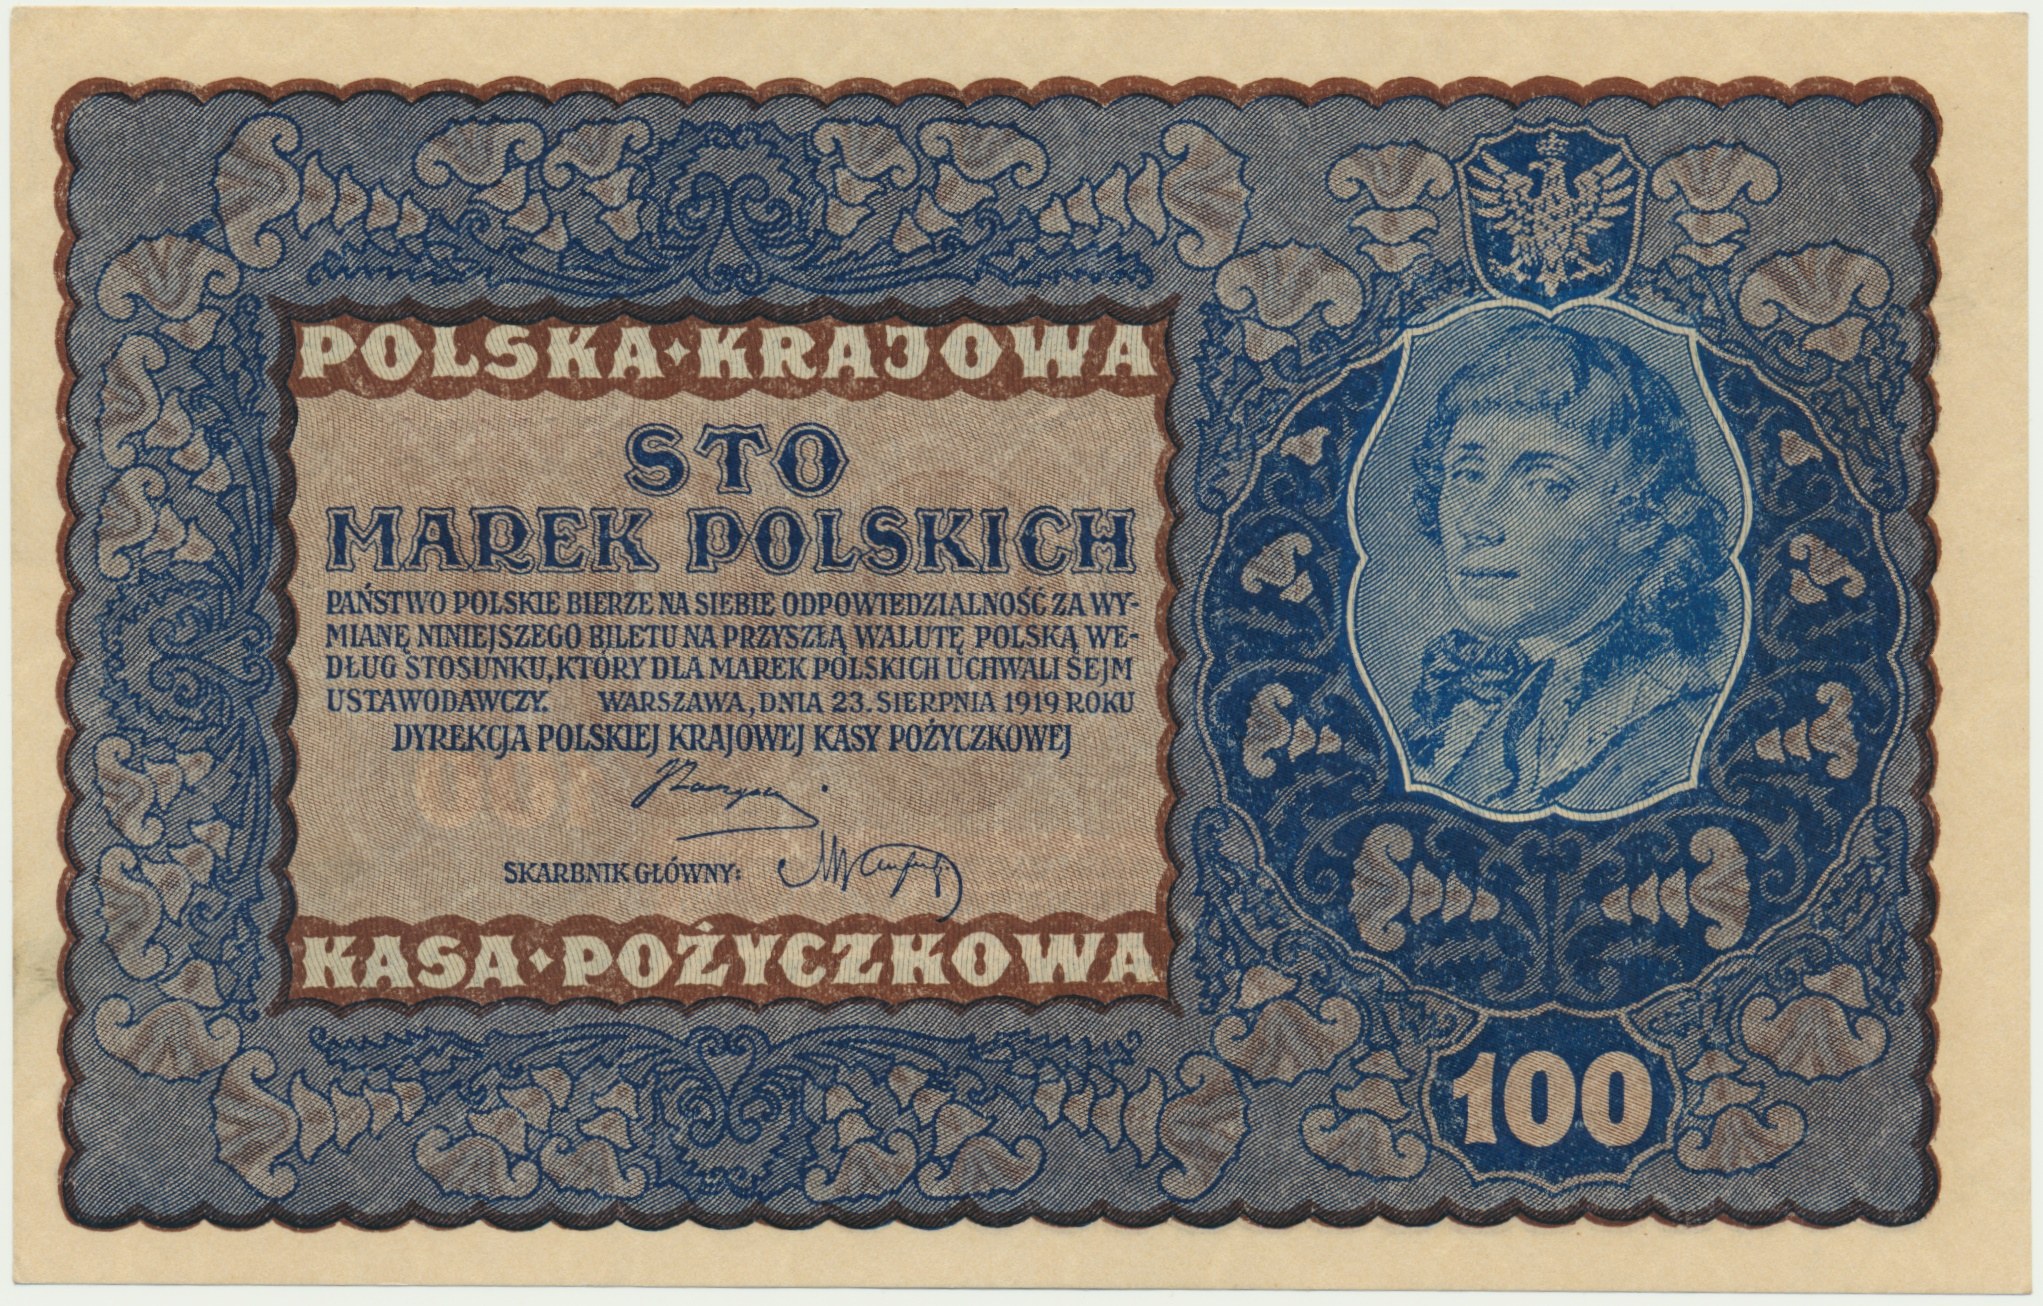 POLSKA·KRAJOWA
STO
MAREK POLSKICH
PAŃSTWO POLSKIE BIERZE NA SIEBIE ODPOWIEDZIALNOŚĆ ZA WY-
MIANĘ NINIEJSZEGO BILETU NA PRZYSZŁĄ WALUTĘ POLSKĄ WE-
DŁUG STOSUNKU, KTÓRY DLA MAREK POLSKICH UCHWALI SEJM
USTAWODAWCZY. WARSZAWA, DNIA 23. SIERPNIA 1919 ROKU
DYREKCJA POLSKIEJ KRAJOWEJ KASY POŻYCZKOWEJ
SKARBNIK GŁÓWNY:
KASA·POŻYCZKOWA
100